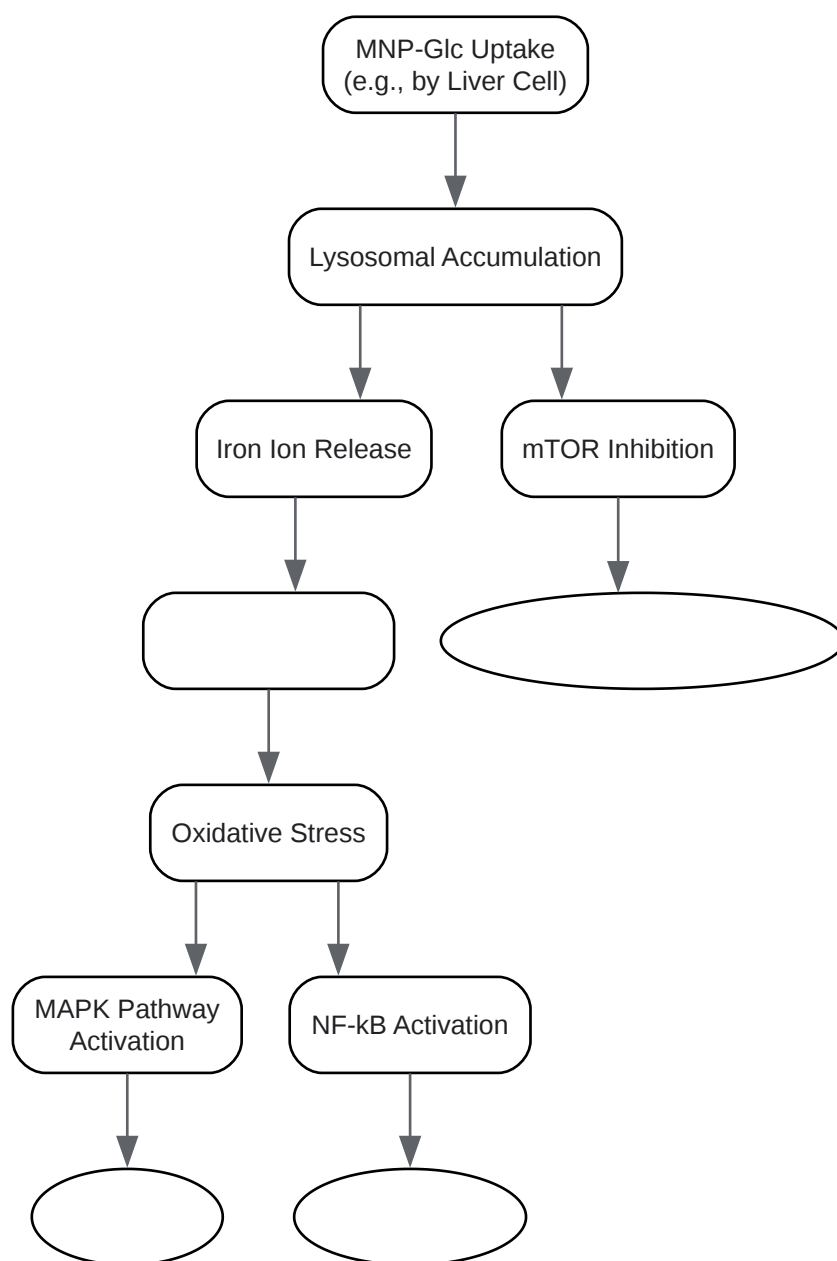 MNP-Glc Uptake
(e.g., by Liver Cell)
Lysosomal Accumulation
Iron Ion Release
mTOR Inhibition
Oxidative Stress
MAPK Pathway
Activation
NF-kB Activation